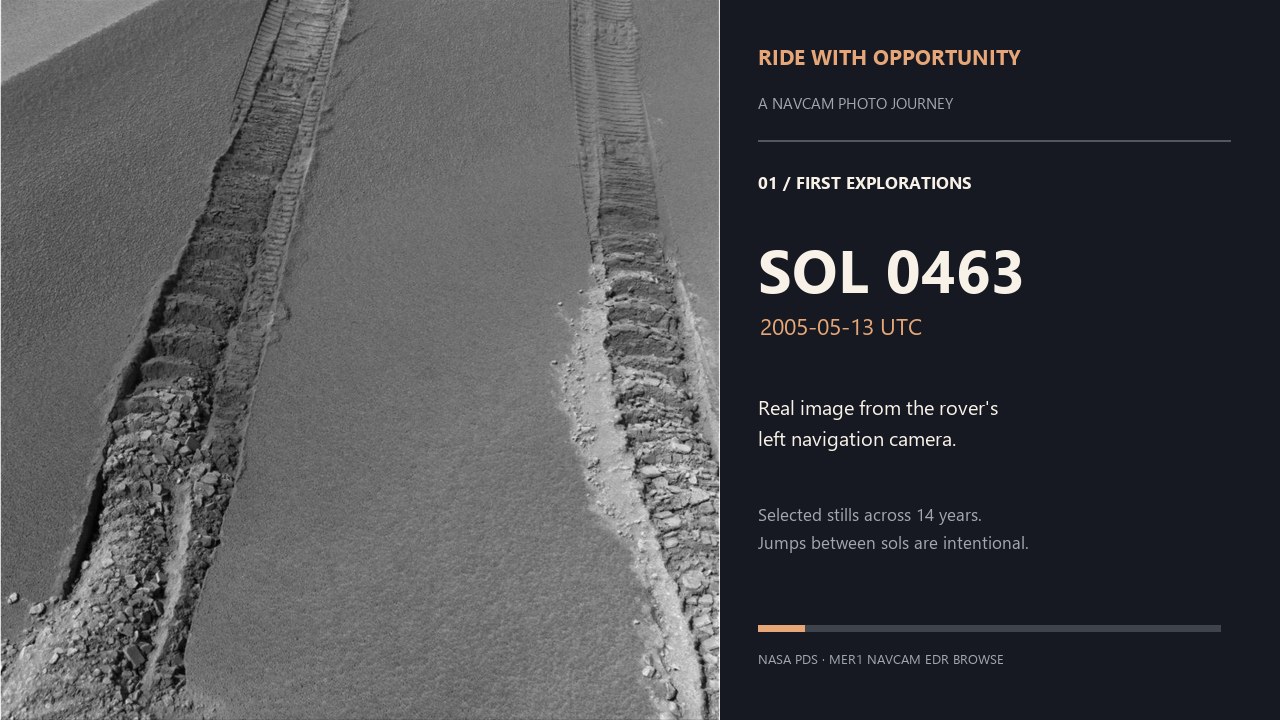 RIDE WITH OPPORTUNITY
A NAVCAM PHOTO JOURNEY
01 / FIRST EXPLORATIONS
SOL 0463
2005-05-13 UTC
Real image from the rover's
left navigation camera.
Selected stills across 14 years.
Jumps between sols are intentional.
NASA PDS · MER1 NAVCAM EDR BROWSE